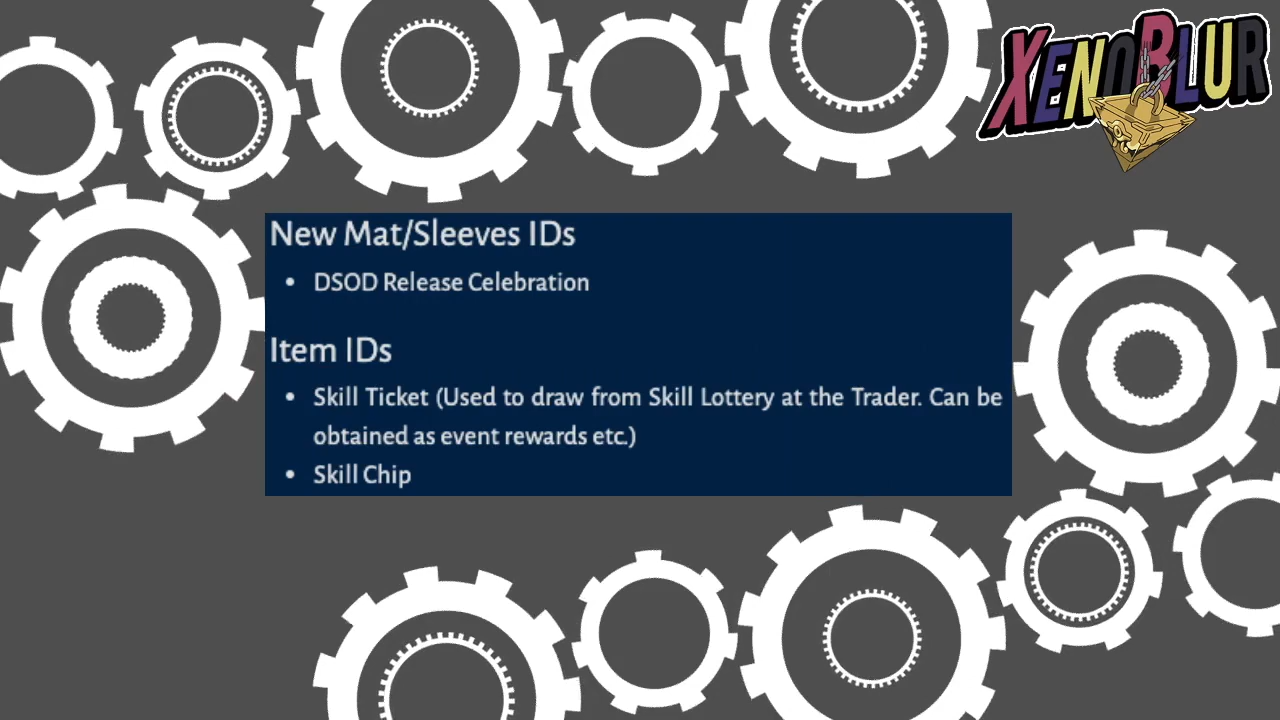 XENOBLUR
New Mat/Sleeves IDs
• DSOD Release Celebration
Item IDs
• Skill Ticket (Used to draw from Skill Lottery at the Trader. Can be
obtained as event rewards etc.)
• Skill Chip